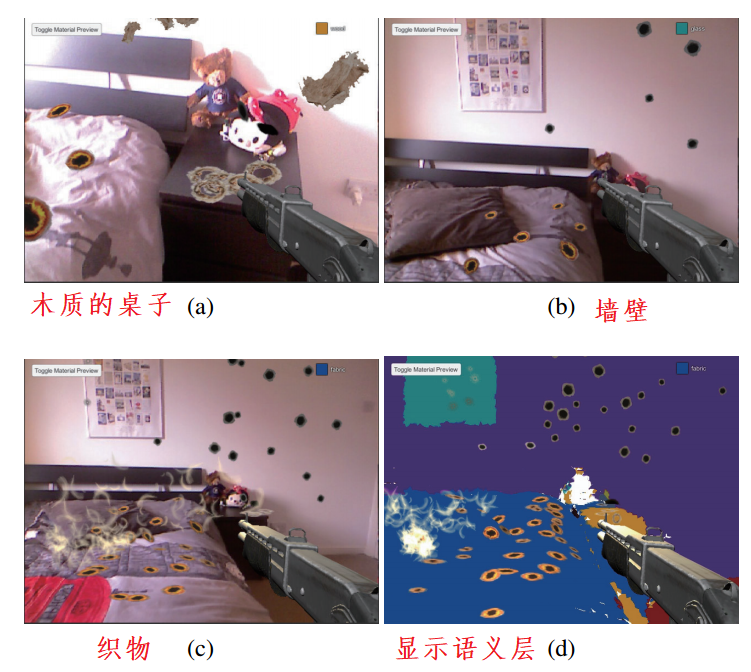 Toggle Material Preview
wood
Toggle Material Preview
glass
木质的桌子 (a)
(b) 墙壁
Toggle Material Preview
fabric
Toggle Material Preview
fabric
织物 (c)
显示语义层 (d)